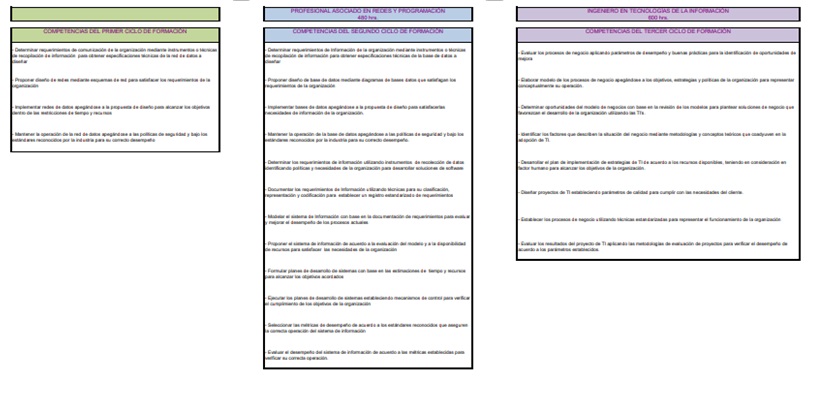 COMPETENCIAS DEL PRIMER CICLO DE FORMACIÓN
- Determinar requerimientos de comunización de la organización mediante instrumentos o técnicas
de recopilación de información para obtener especificaciones técnicas de la red de datos a
diseñar
- Proponer diseño de redes mediante esquemas de red para satisfacer los requerimientos de la
organización
- Implementar redes de datos apegándose a la propuesta de diseño para alcanzar los objetivos
dentro de las restricciones de tiempo y recursos
- Mantener la operación de la red de datos apegándose a las políticas de seguridad y bajo los
estándares reconocidos por la industria para su correcto desempeño
PROFESIONAL ASOCIADO EN REDES Y PROGRAMACIÓN
480 hrs.
COMPETENCIAS DEL SEGUNDO CICLO DE FORMACIÓN
- Determinar requerimientos de información de la organización mediante instrumentos o técnicas
de recopilación de información para obtener especificaciones técnicas de la base de datos a
diseñar
- Proponer diseño de base de datos mediante diagramas de bases datos que satisfagan los
requerimientos de la organización
- Implementar bases de datos apegándose a la propuesta de diseño para satisfacerlas
necesidades de información de la organización.
- Mantener la operación de la base de datos apegándose a las políticas de seguridad y bajo los
estándares reconocidos por la industria para su correcto desempeño.
- Determinar los requerimientos de información utilizando instrumentos de recolección de datos
identificando políticas y necesidades de la organización para desarrollar soluciones de software
- Documentar los requerimientos de información utilizando técnicas para su clasificación,
representación y codificación para establecer un registro estandarizado de requerimientos
- Modelar el sistema de información con base en la documentación de requerimientos para evaluar
y mejorar el desempeño de los procesos actuales
- Proponer el sistema de información de acuerdo a la evaluación del modelo y a la disponibilidad
de recursos para satisfacer las necesidades de la organización
- Formular planes de desarrollo de sistemas con base en las estimaciones de tiempo y recursos
para alcanzar los objetivos acordados
- Ejecutar los planes de desarrollo de sistemas estableciendo mecanismos de control para verificar
el cumplimiento de los objetivos de la organización
- Seleccionar las métricas de desempeño de acuerdo a los estándares reconocidos que aseguren
la correcta operación del sistema de información
- Evaluar el desempeño del sistema de información de acuerdo a las métricas establecidas para
verificar su correcta operación.
INGENIERO EN TECNOLOGÍAS DE LA INFORMACIÓN
600 hrs.
COMPETENCIAS DEL TERCER CICLO DE FORMACIÓN
- Evaluar los procesos de negocio aplicando parámetros de desempeño y buenas prácticas para la identificación de oportunidades de
mejora
- Elaborar modelo de los procesos de negocio apegándose a los objetivos, estrategias y políticas de la organización para representar
conceptualmente su operación.
- Determinar oportunidades del modelo de negocios con base en la revisión de los modelos para plantear soluciones de negocio que
favorezcan el desarrollo de la organización utilizando las TI's.
- Identificar los factores que describen la situación del negocio mediante metodologías y conceptos teóricos que coadyuven en la
adopción de TI.
- Desarrollar el plan de implementación de estrategias de TI de acuerdo a los recursos disponibles, teniendo en consideración en
factor humano para alcanzar los objetivos de la organización.
- Diseñar proyectos de TI estableciendo parámetros de calidad para cumplir con las necesidades del cliente.
- Establecer los procesos de negocio utilizando técnicas estandarizadas para representar el funcionamiento de la organización
- Evaluar los resultados del proyecto de TI aplicando las metodologías de evaluación de proyectos para verificar el desempeño de
acuerdo a los parámetros establecidos.